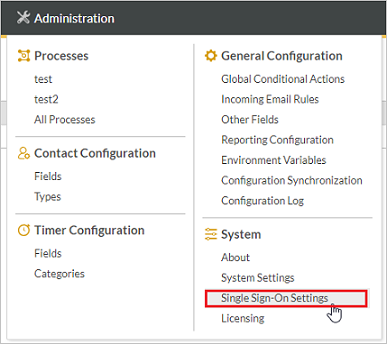 Administration
Processes
test
test2
All Processes
Contact Configuration
Fields
Types
Timer Configuration
Fields
Categories
General Configuration
Global Conditional Actions
Incoming Email Rules
Other Fields
Reporting Configuration
Environment Variables
Configuration Synchronization
Configuration Log
System
About
System Settings
Single Sign-On Settings
Licensing